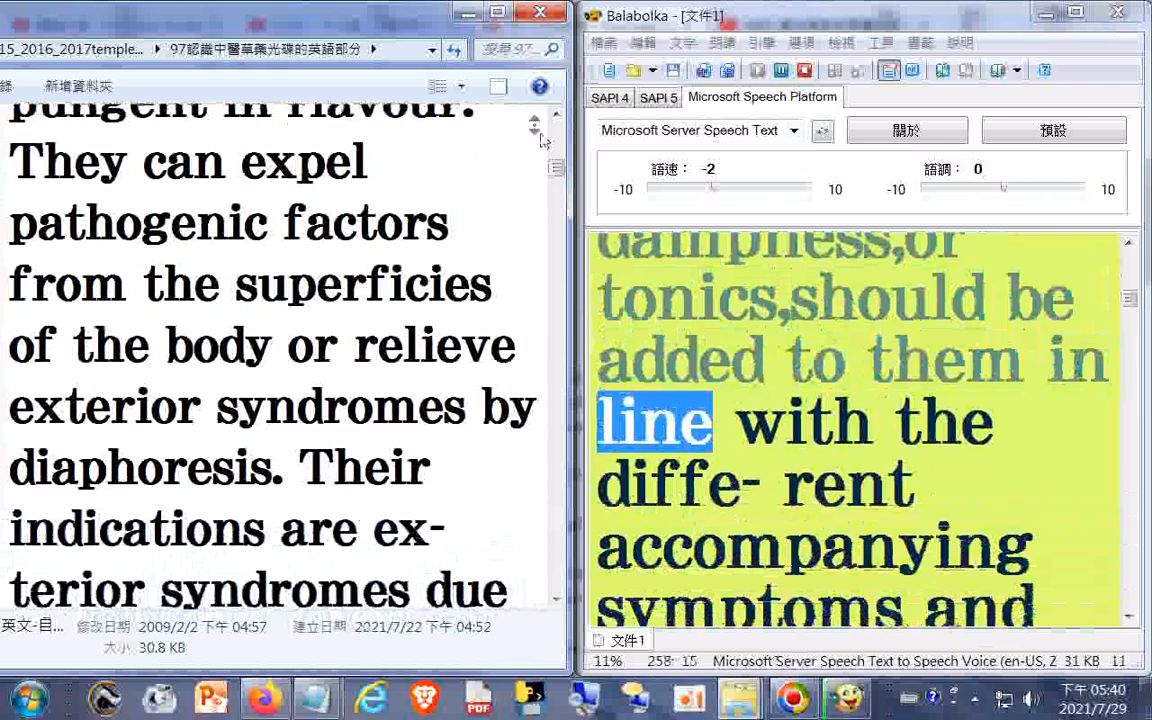 15_2016_2017temple...
97認識中醫草藥光碟的英語部分
搜尋 97...
錄
新增資料夾
pungent in flavour.
They can expel
pathogenic factors
from the superficies
of the body or relieve
exterior syndromes by
diaphoresis. Their
indications are ex-
terior syndromes due
英文-自... 修改日期 2009/2/2 下午 04:57 建立日期 2021/7/22 下午 04:52
大小 30.8 KB
Balabolka - [文件1]
檔案 編輯 文字 朗讀 引擎 選項 檢視 工具 書籤 說明
SAPI 4 SAPI 5 Microsoft Speech Platform
Microsoft Server Speech Text
關於
預設
語速: -2
語調: 0
-10 10
-10 10
dampness,or
tonics,should be
added to them in
line with the
diffe- rent
accompanying
symptoms and
文件1
11% 258: 15 Microsoft Server Speech Text to Speech Voice (en-US, Z 31 KB 11
PDF
下午 05:40
2021/7/29